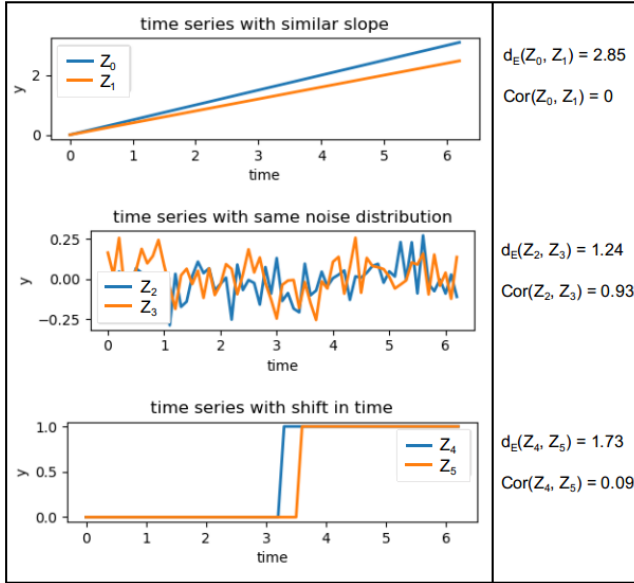 time series with similar slope
Z₀
Z₁
2
0
y
0 1 2 3 4 5 6
time
d_E(Z₀, Z₁) = 2.85
Cor(Z₀, Z₁) = 0
time series with same noise distribution
0.25
0.00
−0.25
y
Z₂
Z₃
0 1 2 3 4 5 6
time
d_E(Z₂, Z₃) = 1.24
Cor(Z₂, Z₃) = 0.93
time series with shift in time
1.0
0.5
0.0
y
Z₄
Z₅
0 1 2 3 4 5 6
time
d_E(Z₄, Z₅) = 1.73
Cor(Z₄, Z₅) = 0.09